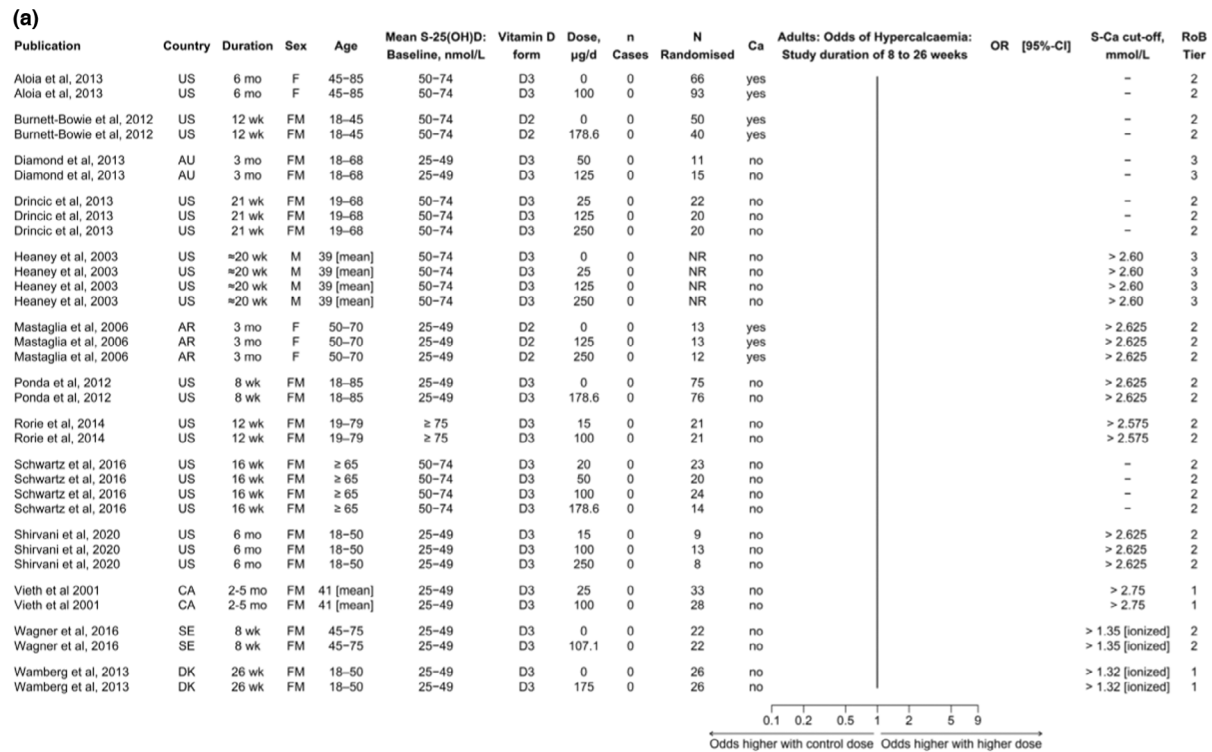 (a)
Publication Country Duration Sex Age Mean S-25(OH)D: Baseline, nmol/L Vitamin D form Dose, µg/d n Cases N Randomised Ca Adults: Odds of Hypercalcaemia: Study duration of 8 to 26 weeks OR [95%-CI] S-Ca cut-off, mmol/L RoB Tier
Aloia et al, 2013 US 6 mo F 45−85 50−74 D3 0 0 66 yes − 2
Aloia et al, 2013 US 6 mo F 45−85 50−74 D3 100 0 93 yes − 2
Burnett-Bowie et al, 2012 US 12 wk FM 18−45 50−74 D2 0 0 50 yes − 2
Burnett-Bowie et al, 2012 US 12 wk FM 18−45 50−74 D2 178.6 0 40 yes − 2
Diamond et al, 2013 AU 3 mo FM 18−68 25−49 D3 50 0 11 no − 3
Diamond et al, 2013 AU 3 mo FM 18−68 25−49 D3 125 0 15 no − 3
Drincic et al, 2013 US 21 wk FM 19−68 50−74 D3 25 0 22 no − 2
Drincic et al, 2013 US 21 wk FM 19−68 50−74 D3 125 0 20 no − 2
Drincic et al, 2013 US 21 wk FM 19−68 50−74 D3 250 0 20 no − 2
Heaney et al, 2003 US ≈20 wk M 39 [mean] 50−74 D3 0 0 NR no > 2.60 3
Heaney et al, 2003 US ≈20 wk M 39 [mean] 50−74 D3 25 0 NR no > 2.60 3
Heaney et al, 2003 US ≈20 wk M 39 [mean] 50−74 D3 125 0 NR no > 2.60 3
Heaney et al, 2003 US ≈20 wk M 39 [mean] 50−74 D3 250 0 NR no > 2.60 3
Mastaglia et al, 2006 AR 3 mo F 50−70 25−49 D2 0 0 13 yes > 2.625 2
Mastaglia et al, 2006 AR 3 mo F 50−70 25−49 D2 125 0 13 yes > 2.625 2
Mastaglia et al, 2006 AR 3 mo F 50−70 25−49 D2 250 0 12 yes > 2.625 2
Ponda et al, 2012 US 8 wk FM 18−85 25−49 D3 0 0 75 no > 2.625 2
Ponda et al, 2012 US 8 wk FM 18−85 25−49 D3 178.6 0 76 no > 2.625 2
Rorie et al, 2014 US 12 wk FM 19−79 ≥ 75 D3 15 0 21 no > 2.575 2
Rorie et al, 2014 US 12 wk FM 19−79 ≥ 75 D3 100 0 21 no > 2.575 2
Schwartz et al, 2016 US 16 wk FM ≥ 65 50−74 D3 20 0 23 no − 2
Schwartz et al, 2016 US 16 wk FM ≥ 65 50−74 D3 50 0 20 no − 2
Schwartz et al, 2016 US 16 wk FM ≥ 65 50−74 D3 100 0 24 no − 2
Schwartz et al, 2016 US 16 wk FM ≥ 65 50−74 D3 178.6 0 14 no − 2
Shirvani et al, 2020 US 6 mo FM 18−50 25−49 D3 15 0 9 no > 2.625 2
Shirvani et al, 2020 US 6 mo FM 18−50 25−49 D3 100 0 13 no > 2.625 2
Shirvani et al, 2020 US 6 mo FM 18−50 25−49 D3 250 0 8 no > 2.625 2
Vieth et al 2001 CA 2-5 mo FM 41 [mean] 25−49 D3 25 0 33 no > 2.75 1
Vieth et al 2001 CA 2-5 mo FM 41 [mean] 25−49 D3 100 0 28 no > 2.75 1
Wagner et al, 2016 SE 8 wk FM 45−75 25−49 D3 0 0 22 no > 1.35 [ionized] 2
Wagner et al, 2016 SE 8 wk FM 45−75 25−49 D3 107.1 0 22 no > 1.35 [ionized] 2
Wamberg et al, 2013 DK 26 wk FM 18−50 25−49 D3 0 0 26 no > 1.32 [ionized] 1
Wamberg et al, 2013 DK 26 wk FM 18−50 25−49 D3 175 0 26 no > 1.32 [ionized] 1
0.1 0.2 0.5 1 2 5 9
Odds higher with control dose Odds higher with higher dose